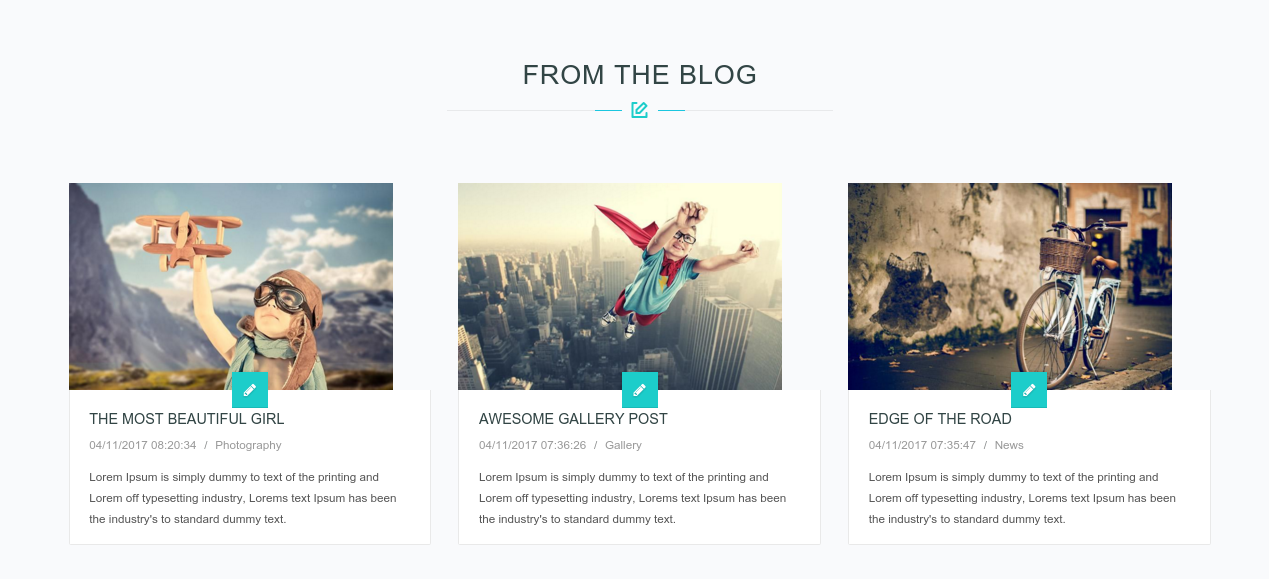 FROM THE BLOG
THE MOST BEAUTIFUL GIRL
04/11/2017 08:20:34 / Photography
Lorem Ipsum is simply dummy to text of the printing and
Lorem off typesetting industry, Lorems text Ipsum has been
the industry's to standard dummy text.
AWESOME GALLERY POST
04/11/2017 07:36:26 / Gallery
Lorem Ipsum is simply dummy to text of the printing and
Lorem off typesetting industry, Lorems text Ipsum has been
the industry's to standard dummy text.
EDGE OF THE ROAD
04/11/2017 07:35:47 / News
Lorem Ipsum is simply dummy to text of the printing and
Lorem off typesetting industry, Lorems text Ipsum has been
the industry's to standard dummy text.